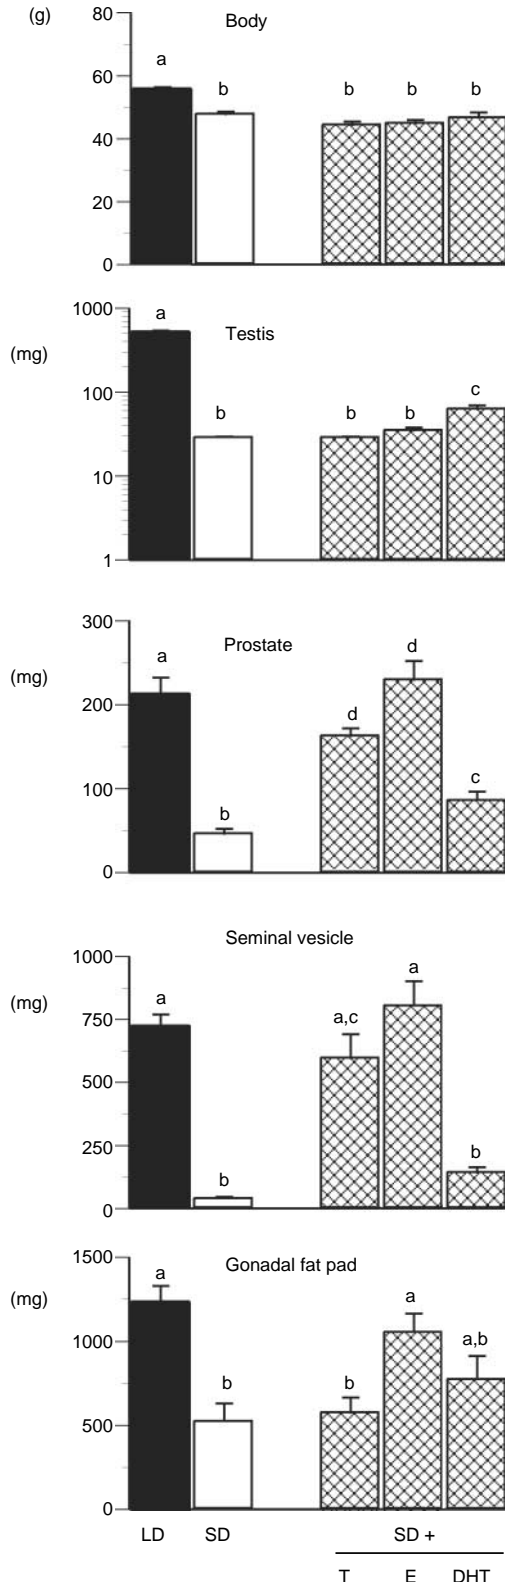 (g)
Body
80
60
40
20
0
a
b
b
b
b
(mg)
Testis
1000
100
10
1
a
b
b
b
c
(mg)
Prostate
300
200
100
0
a
b
d
d
c
(mg)
Seminal vesicle
1000
750
500
250
0
a
b
a,c
a
b
(mg)
Gonadal fat pad
1500
1000
500
0
a
b
b
a
a,b
LD SD SD +
T E DHT